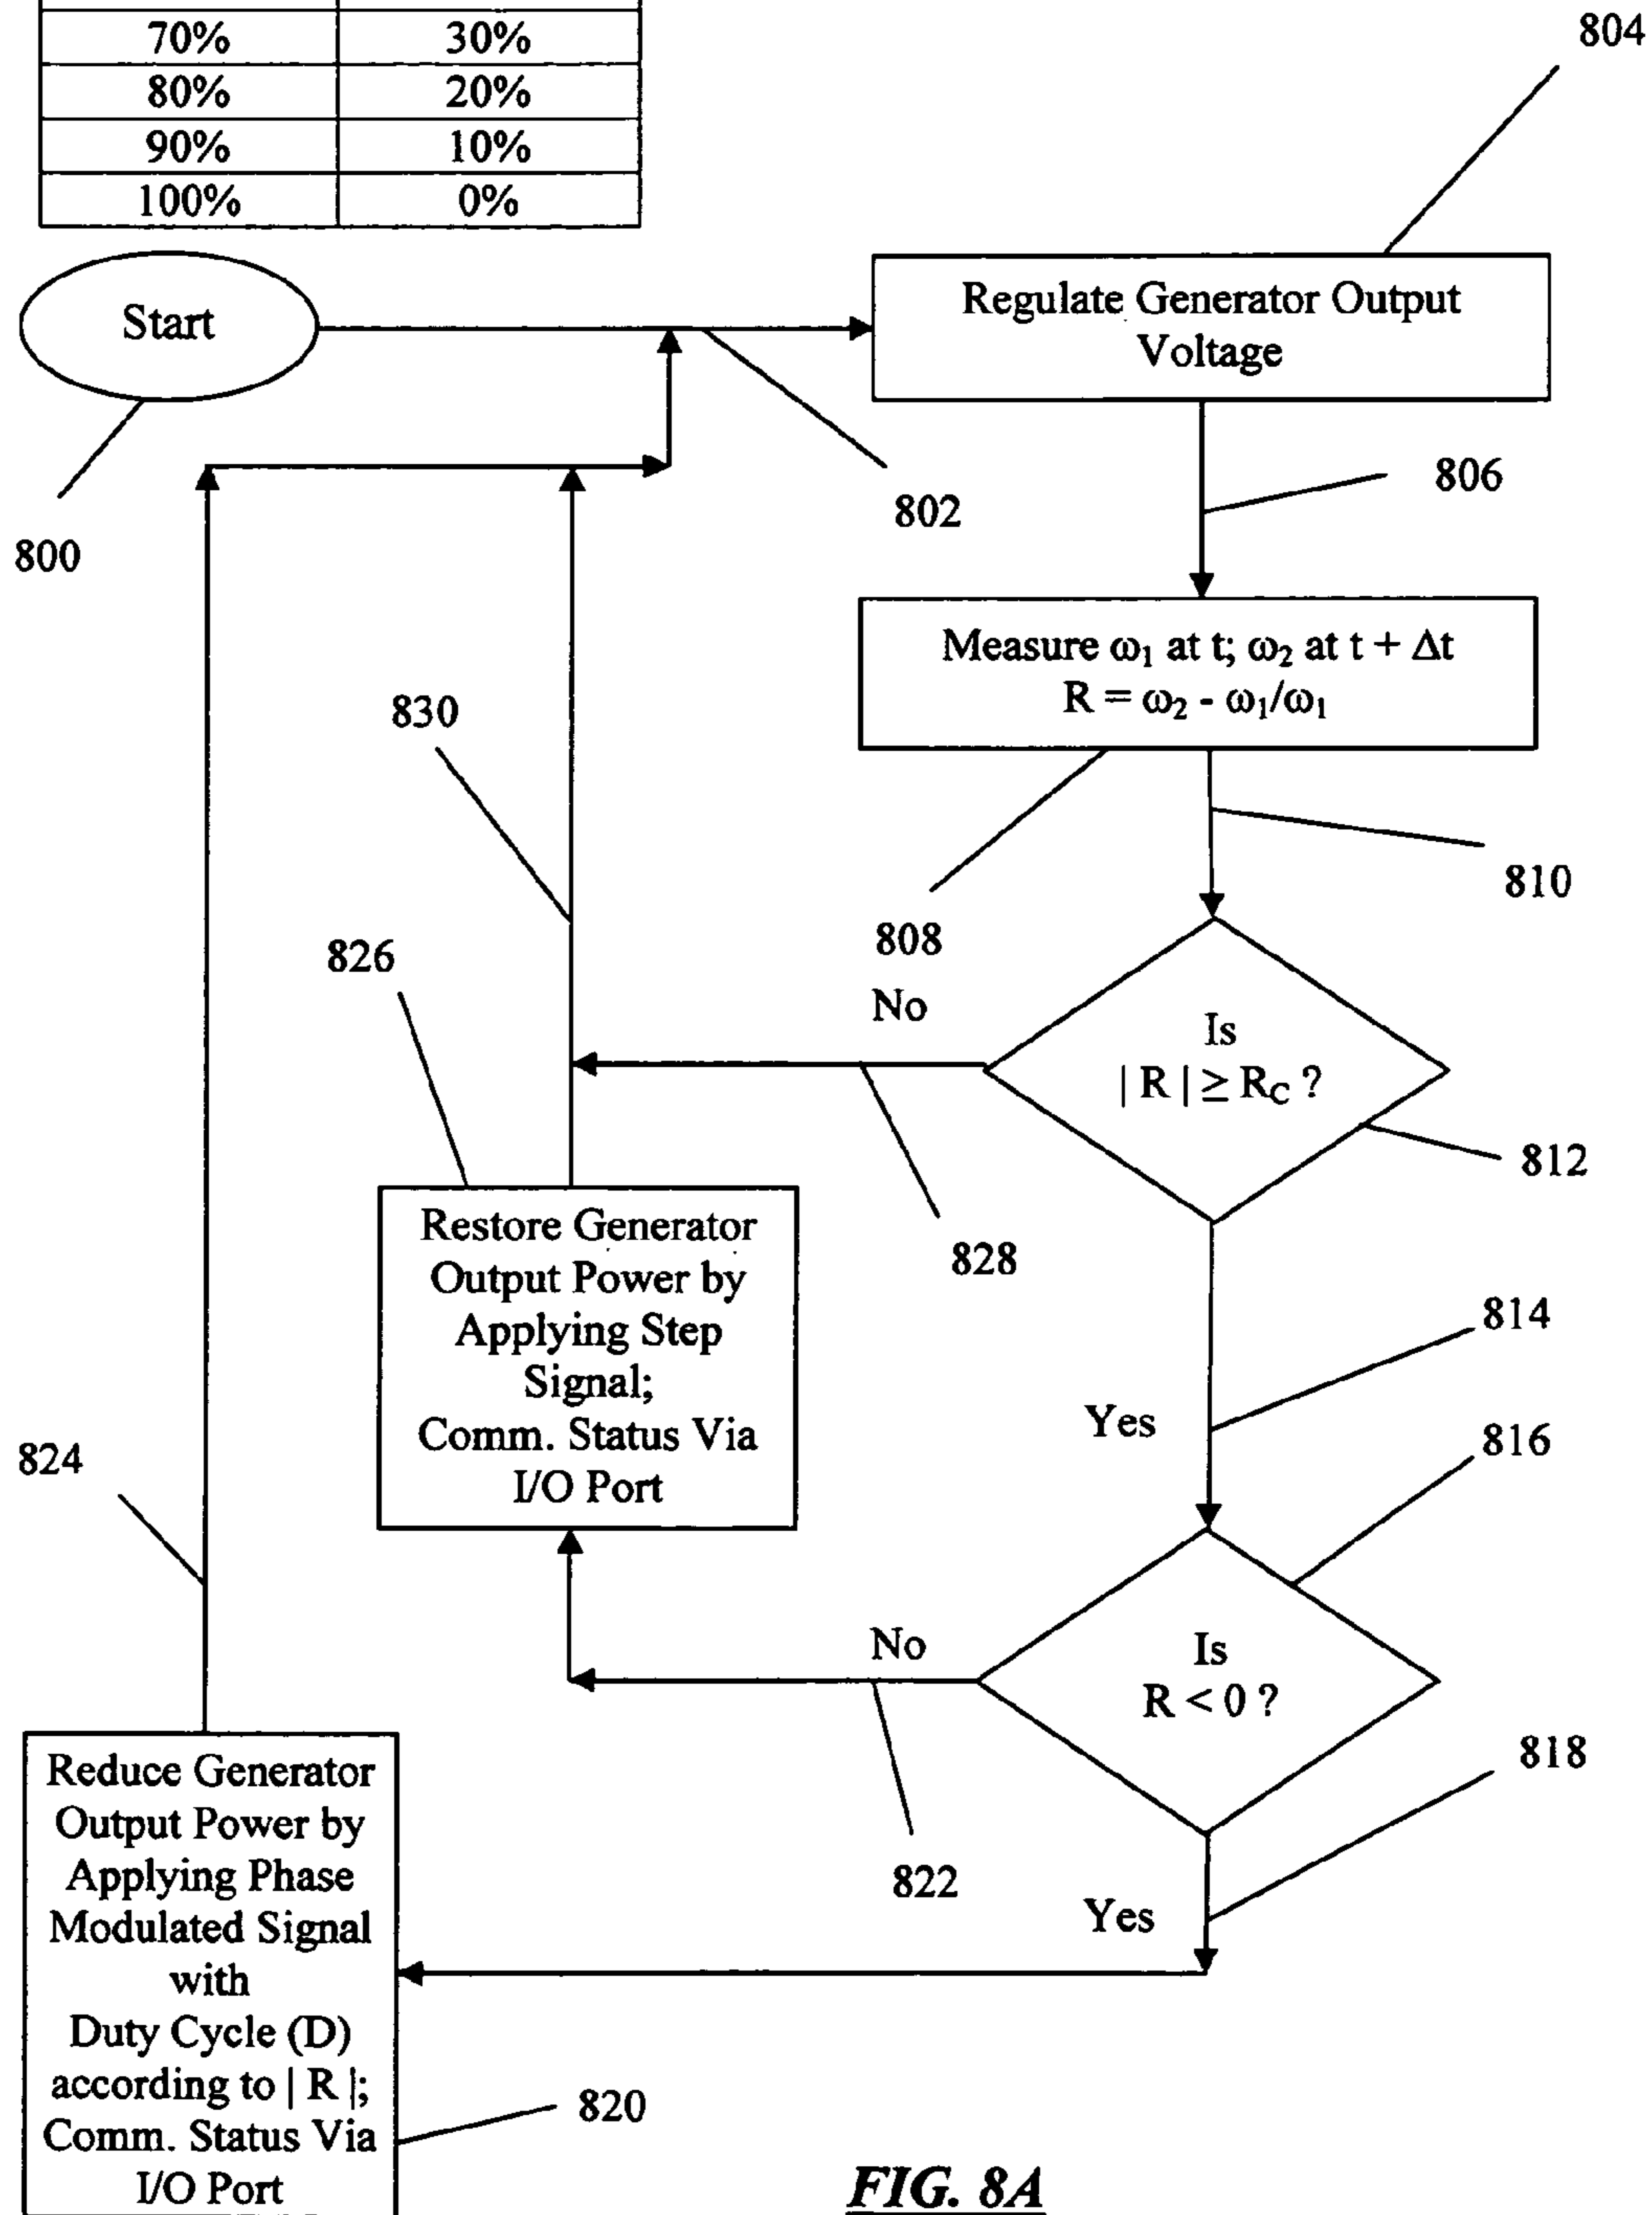 70% 30%
80% 20%
90% 10%
100% 0%
804
Start
Regulate Generator Output
Voltage
806
802
800
Measure ω₁ at t; ω₂ at t + Δt
R = ω₂ - ω₁/ω₁
830
810
808
826
No
Is
| R | ≥ R_C ?
812
Restore Generator
Output Power by
Applying Step
Signal;
Comm. Status Via
I/O Port
828
814
Yes
816
824
No
Is
R < 0 ?
818
Reduce Generator
Output Power by
Applying Phase
Modulated Signal
with
Duty Cycle (D)
according to | R |;
Comm. Status Via
I/O Port
822
Yes
820
FIG. 8A